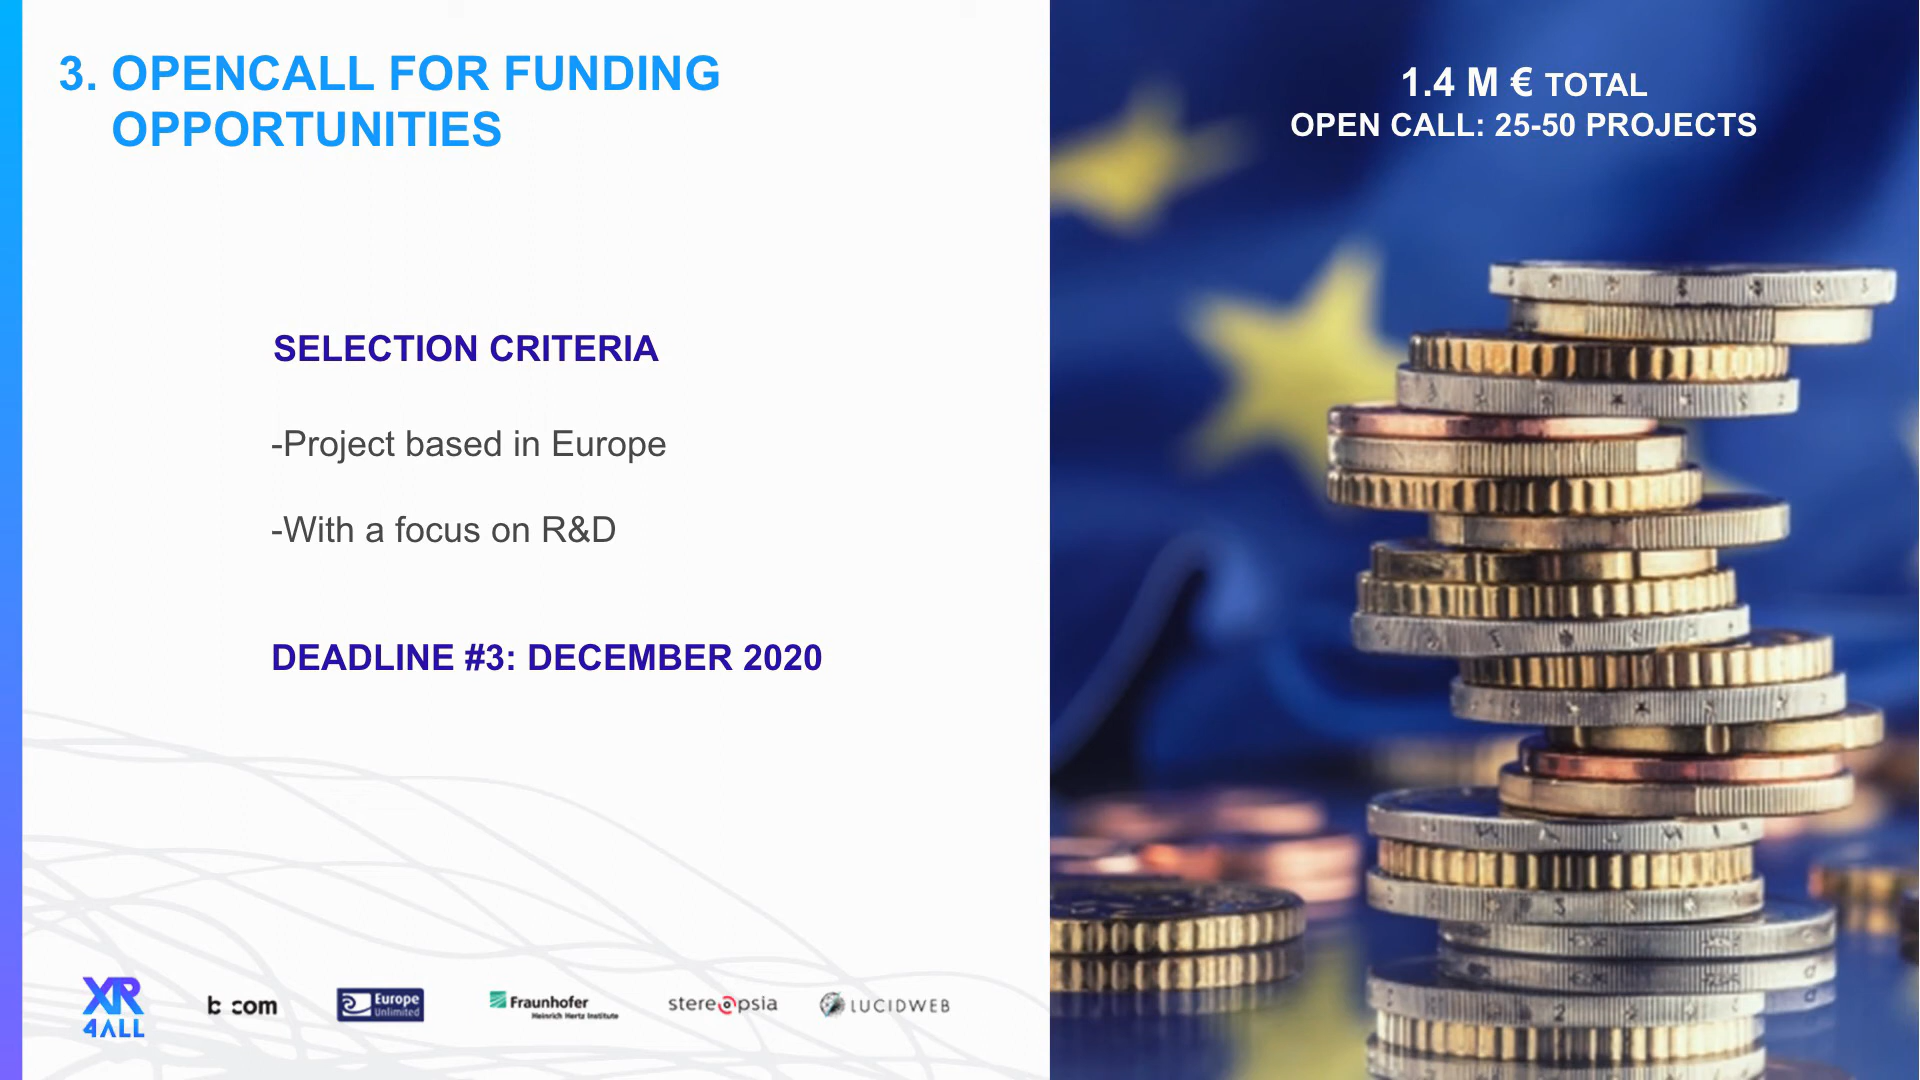 3. OPENCALL FOR FUNDING
OPPORTUNITIES
1.4 M € TOTAL
OPEN CALL: 25-50 PROJECTS
SELECTION CRITERIA
-Project based in Europe
-With a focus on R&D
DEADLINE #3: DECEMBER 2020
XR
4ALL
b com
Europe
Unlimited
Fraunhofer
Heinrich Hertz Institute
stereopsia
LUCIDWEB